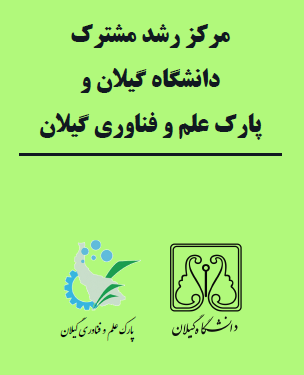 مرکز رشد مشترک
دانشگاه گیلان و
پارک علم و فناوری گیلان
دانشگاه گیلان
پارک علم و فناوری گیلان